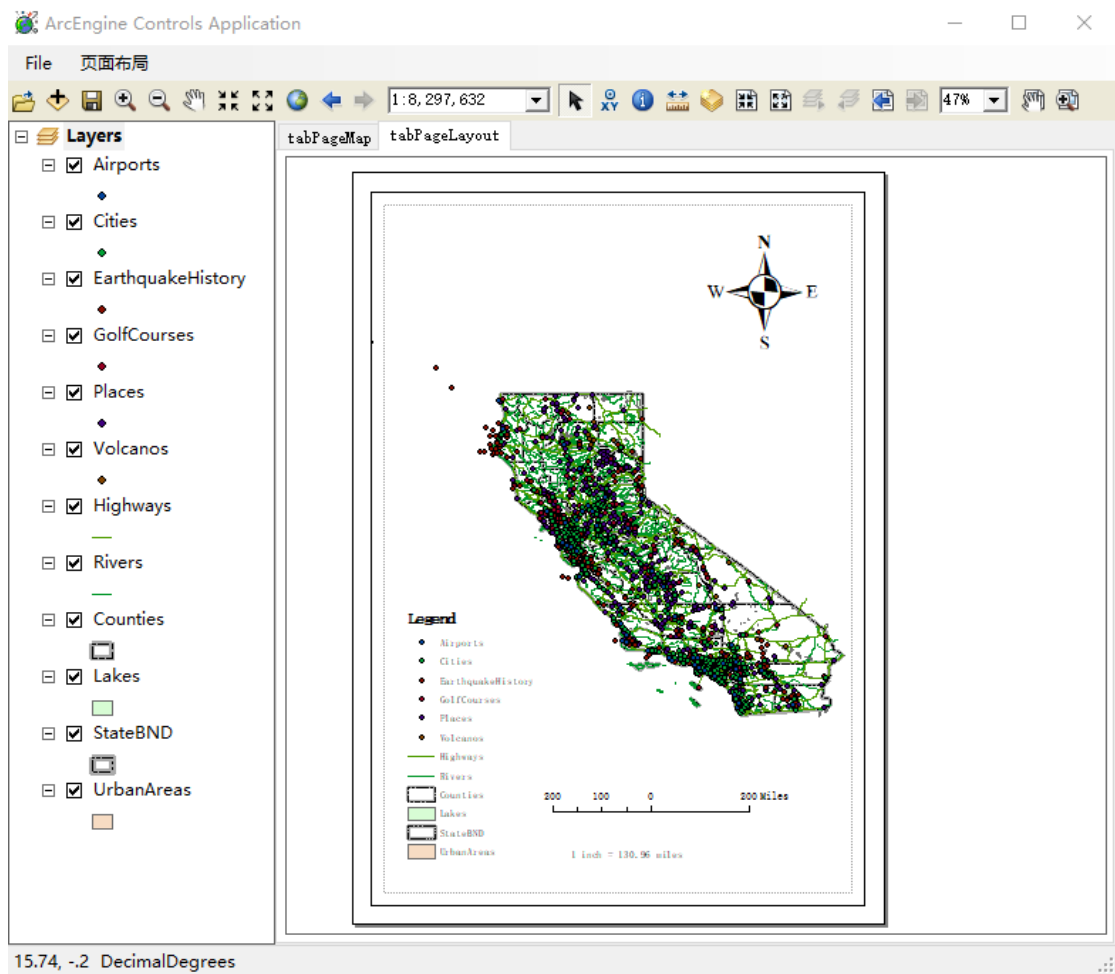 ArcEngine Controls Application
File 页面布局
1:8,297,632 XY 47%
Layers
tabPageMap tabPageLayout
Airports
Cities
EarthquakeHistory
GolfCourses
Places
Volcanos
Highways
Rivers
Counties
Lakes
StateBND
UrbanAreas
N
W E
S
Legend
Airports
Cities
EarthquakeHistory
GolfCourses
Places
Volcanos
Highways
Rivers
Counties
Lakes
StateBND
UrbanAreas
200 100 0 200 Miles
1 inch = 130.96 miles
15.74, -.2 DecimalDegrees